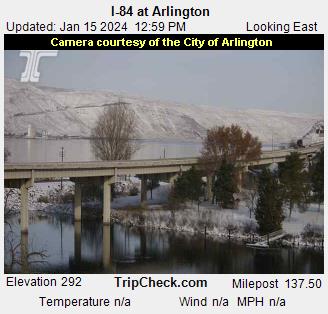 I-84 at Arlington
Updated: Jan 15 2024 12:59 PM Looking East
Camera courtesy of the City of Arlington
Elevation 292 TripCheck.com Milepost 137.50
Temperature n/a Wind n/a MPH n/a